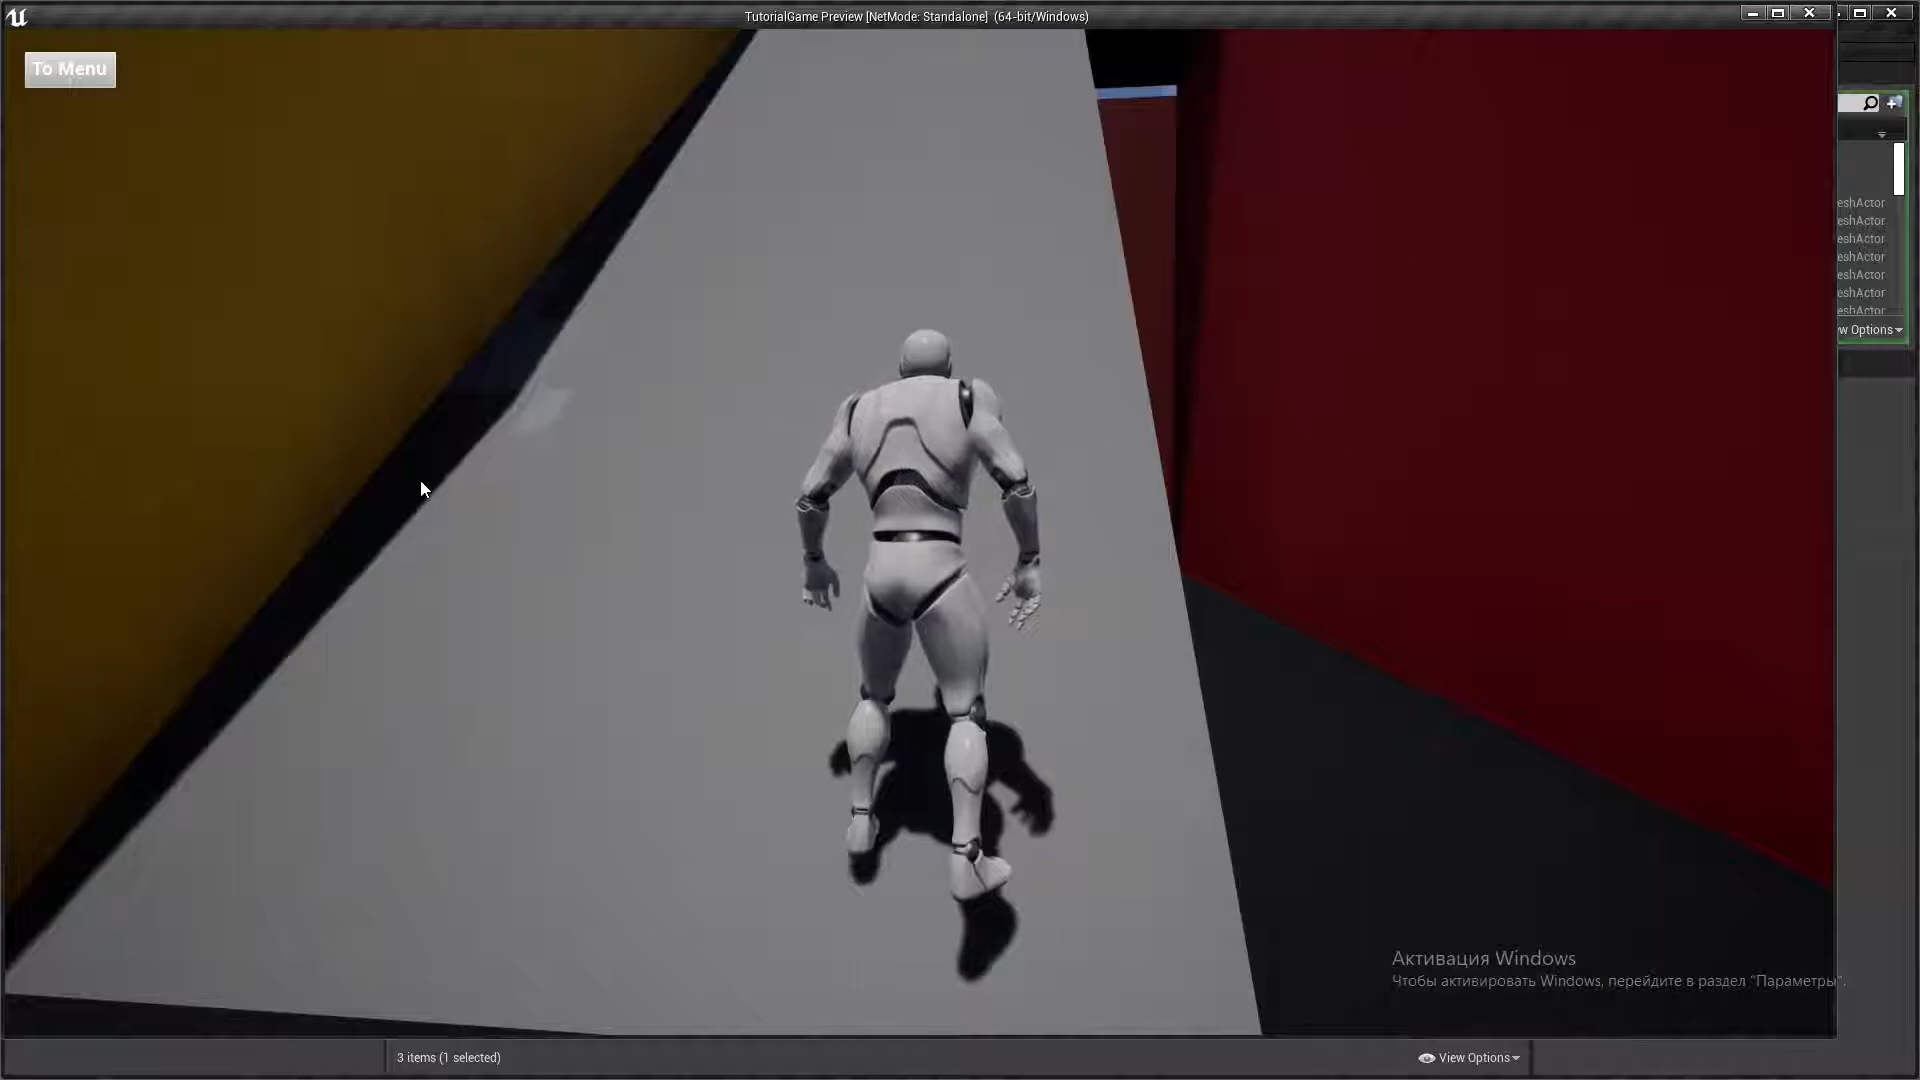 TutorialGame Preview [NetMode: Standalone] (64-bit/Windows)
To Menu
eshActor
eshActor
eshActor
eshActor
eshActor
eshActor
eshActor
w Options
Активация Windows
Чтобы активировать Windows, перейдите в раздел "Параметры".
3 items (1 selected)
View Options